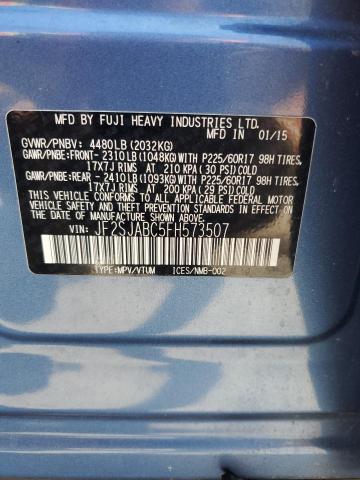 MFD BY FUJI HEAVY INDUSTRIES LTD.
01/15
GVWR/PNBV: 4480LB(2032KG)
GAWR/PNBE:FRONT- 2310LB(1048KG)WITH P225/60R17 98H TIRES,
17X7J RIMS AT 210 KPA(30 PSI)COLD
GAWR/PNBE:REAR - 2410LB(1093KG)WITH P225/60R17 98H TIRES,
17X7J RIMS AT 200 KPA(29 PSI)COLD
THIS VEHICLE CONFORMS TO ALL APPLICABLE FEDERAL MOTOR
VEHICLE SAFETY AND THEFT PREVENTION STANDARDS
IN EFFECT ON THE DATE OF MANUFACTURE SHOWN ABOVE.
VIN: JF2SJABC5FH573507
TYPE:MPV/VTUM ICES/NMB-002